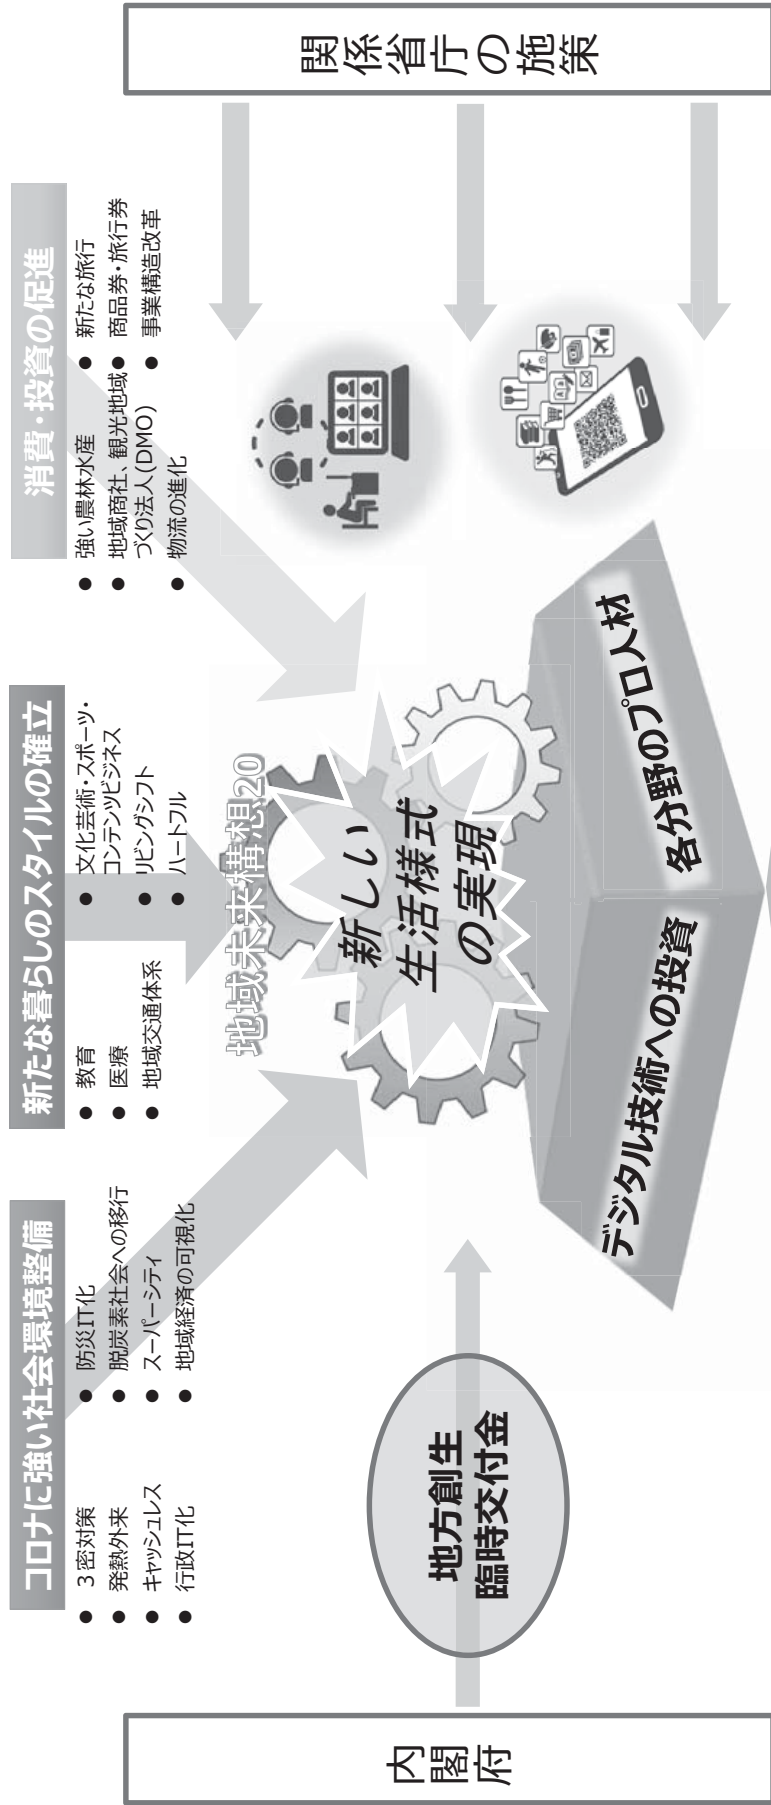 コロナに強い社会環境整備
● 3密対策
● 発熱外来
● キャッシュレス
● 行政IT化
● 防災IT化
● 脱炭素社会への移行
● スーパーシティ
● 地域経済の可視化
新たな暮らしのスタイルの確立
● 教育
● 医療
● 地域交通体系
● 文化芸術・スポーツ・
コンテンツビジネス
● リビングシフト
● ハートフル
消費・投資の促進
● 強い農林水産
● 地域商社、観光地域
づくり法人(DMO)
● 物流の進化
● 新たな旅行
● 商品券・旅行券
● 事業構造改革
地域未来構想20
新しい
生活様式
の実現
内閣府
地方創生
臨時交付金
デジタル技術への投資
各分野のプロ人材
関係省庁の施策